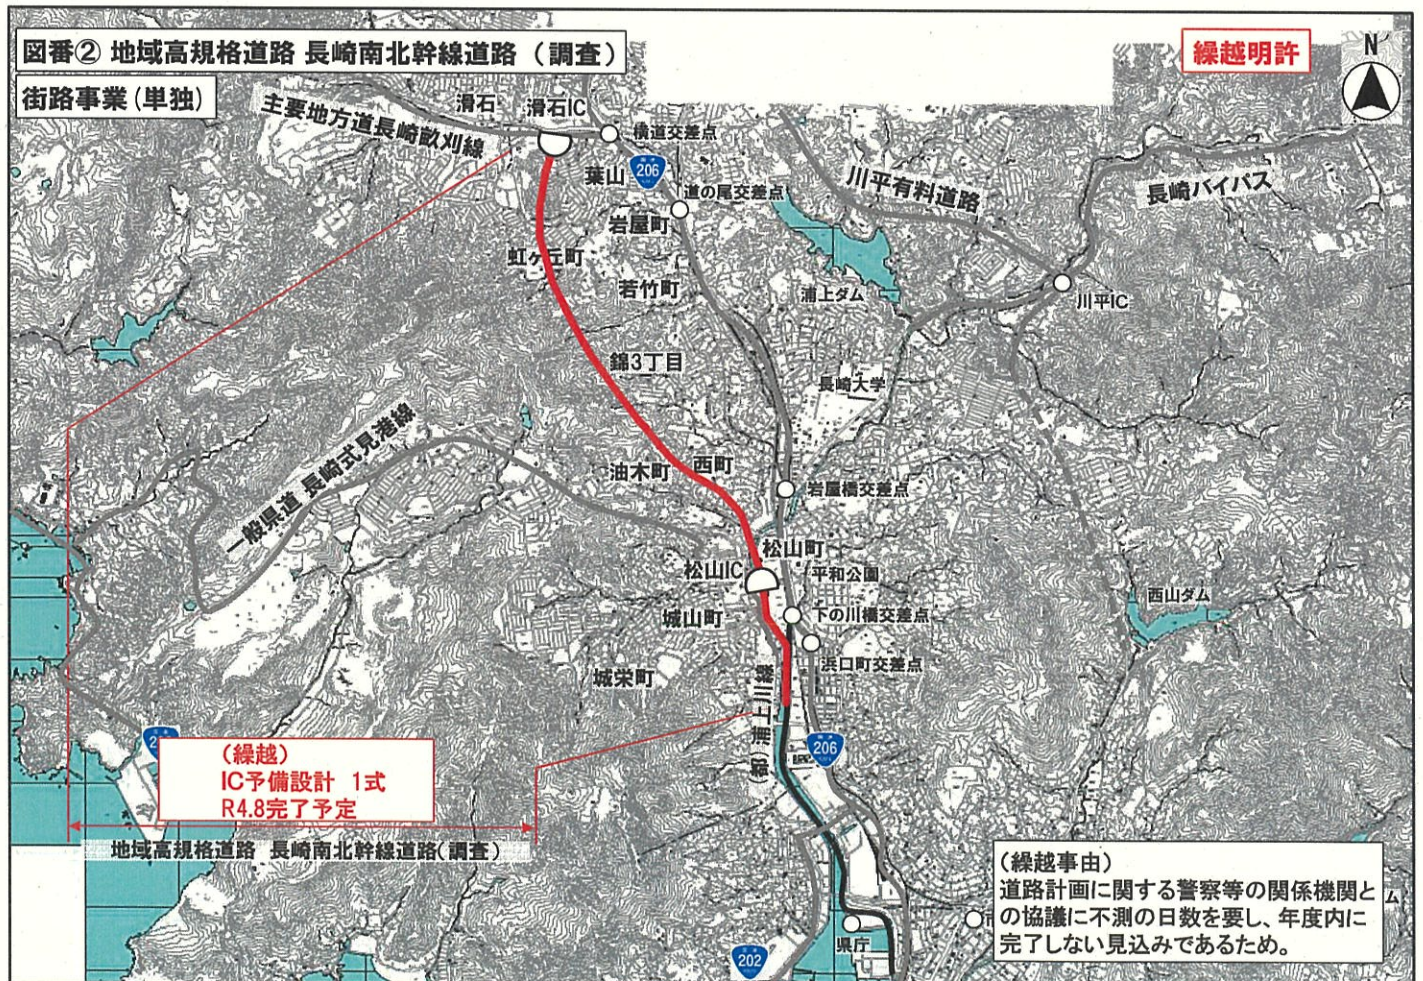 図番② 地域高規格道路 長崎南北幹線道路 （調査）
繰越明許
N
街路事業(単独)
主要地方道長崎畝刈線
滑石
滑石IC
横道交差点
葉山
206
道の尾交差点
川平有料道路
長崎バイパス
岩屋町
虹ヶ丘町
若竹町
浦上ダム
川平IC
錦3丁目
長崎大学
一般県道 長崎式見港線
油木町
西町
岩屋橋交差点
松山町
松山IC
平和公園
西山ダム
城山町
下の川橋交差点
浜口町交差点
城栄町
(都)浦上川線
206
（繰越）
IC予備設計 1式
R4.8完了予定
地域高規格道路 長崎南北幹線道路(調査)
（繰越事由）
道路計画に関する警察等の関係機関と
の協議に不測の日数を要し、年度内に
完了しない見込みであるため。
ム
県庁
202